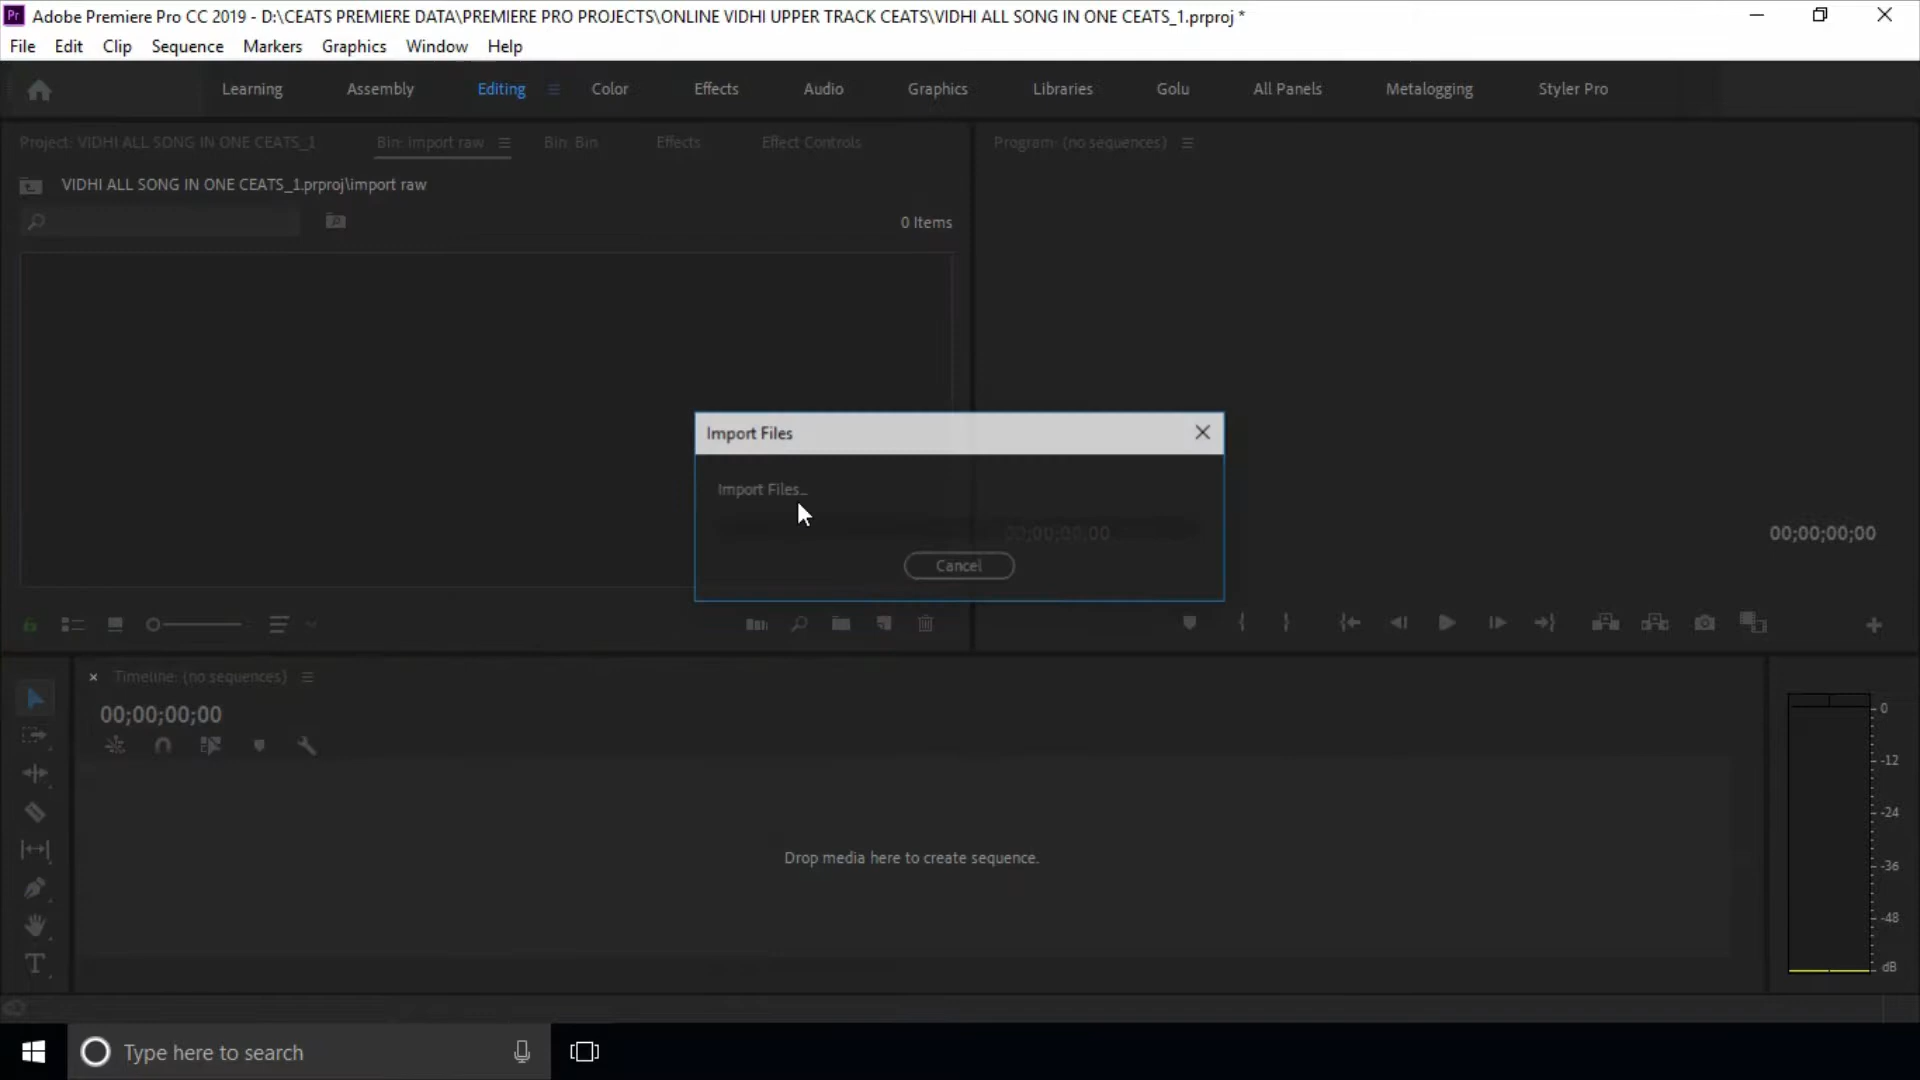 Adobe Premiere Pro CC 2019 - D:\CEATS PREMIERE DATA\PREMIERE PRO PROJECTS\ONLINE VIDHI UPPER TRACK CEATS\VIDHI ALL SONG IN ONE CEATS_1.prproj *
File Edit Clip Sequence Markers Graphics Window Help
Learning Assembly Editing Color Effects Audio Graphics Libraries Golu All Panels Metalogging Styler Pro
Project: VIDHI ALL SONG IN ONE CEATS_1 Bin: import raw Bin: Bin Effects Effect Controls Program: (no sequences)
VIDHI ALL SONG IN ONE CEATS_1.prproj\import raw
0 Items
Import Files
Import Files...
00;00;00;00 00;00;00;00
Cancel
Timeline: (no sequences)
00;00;00;00
0
-12
-24
-36
-48
dB
Drop media here to create sequence.
Type here to search